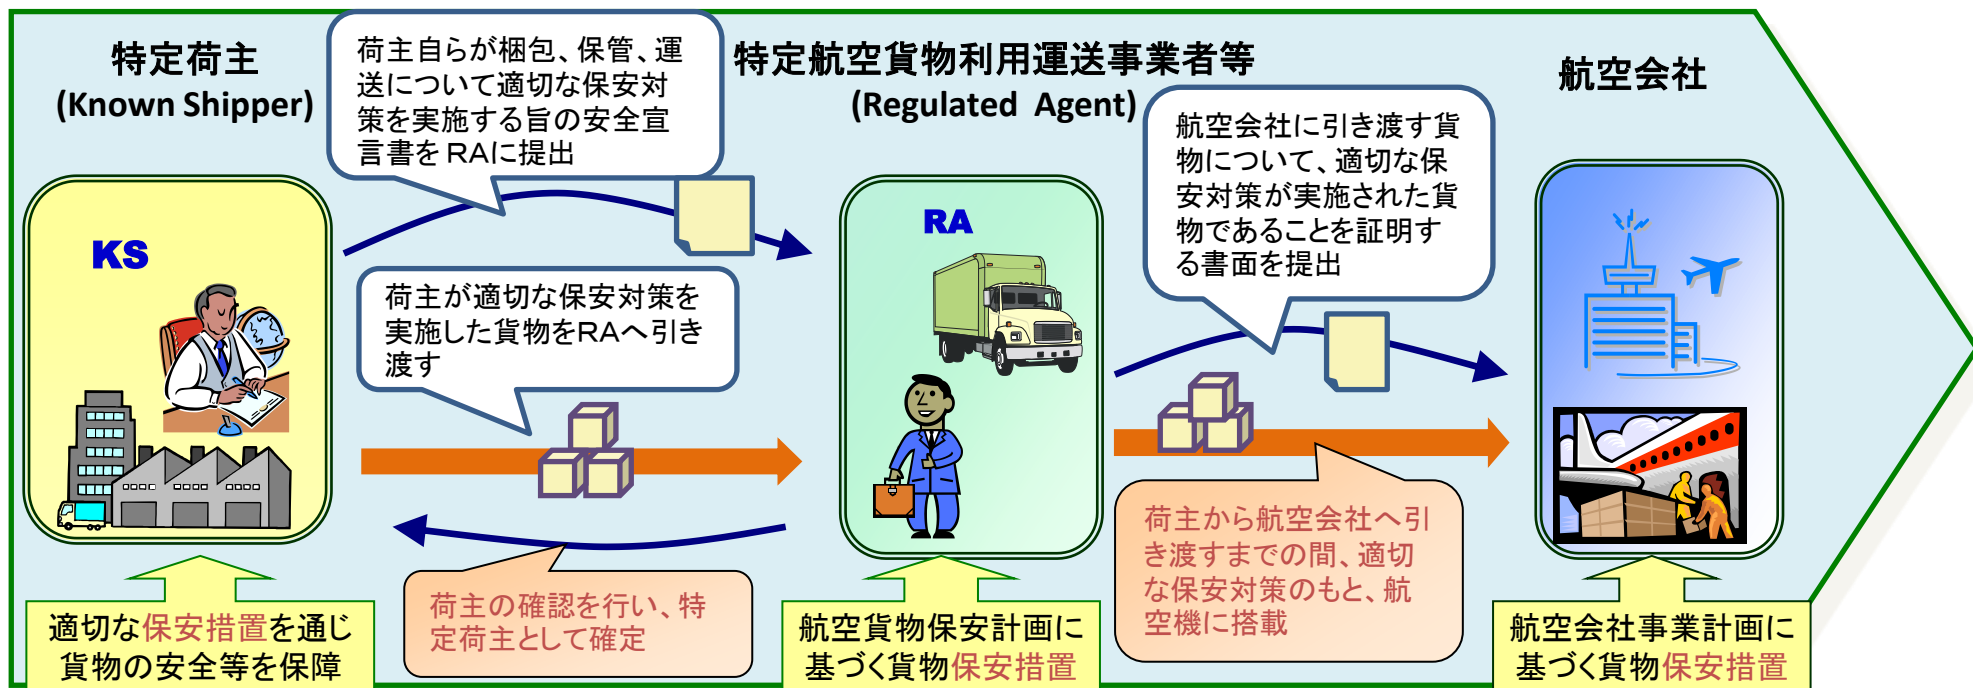 特定荷主
(Known Shipper)
荷主自らが梱包、保管、運
送について適切な保安対
策を実施する旨の安全宣
言書をRAに提出
特定航空貨物利用運送事業者等
(Regulated Agent)
航空会社に引き渡す貨
物について、適切な保
安対策が実施された貨
物であることを証明す
る書面を提出
航空会社
KS
荷主が適切な保安対策を
実施した貨物をRAへ引き
渡す
RA
荷主の確認を行い、特
定荷主として確定
荷主から航空会社へ引
き渡すまでの間、適切
な保安対策のもと、航
空機に搭載
適切な保安措置を通じ
貨物の安全等を保障
航空貨物保安計画に
基づく貨物保安措置
航空会社事業計画に
基づく貨物保安措置